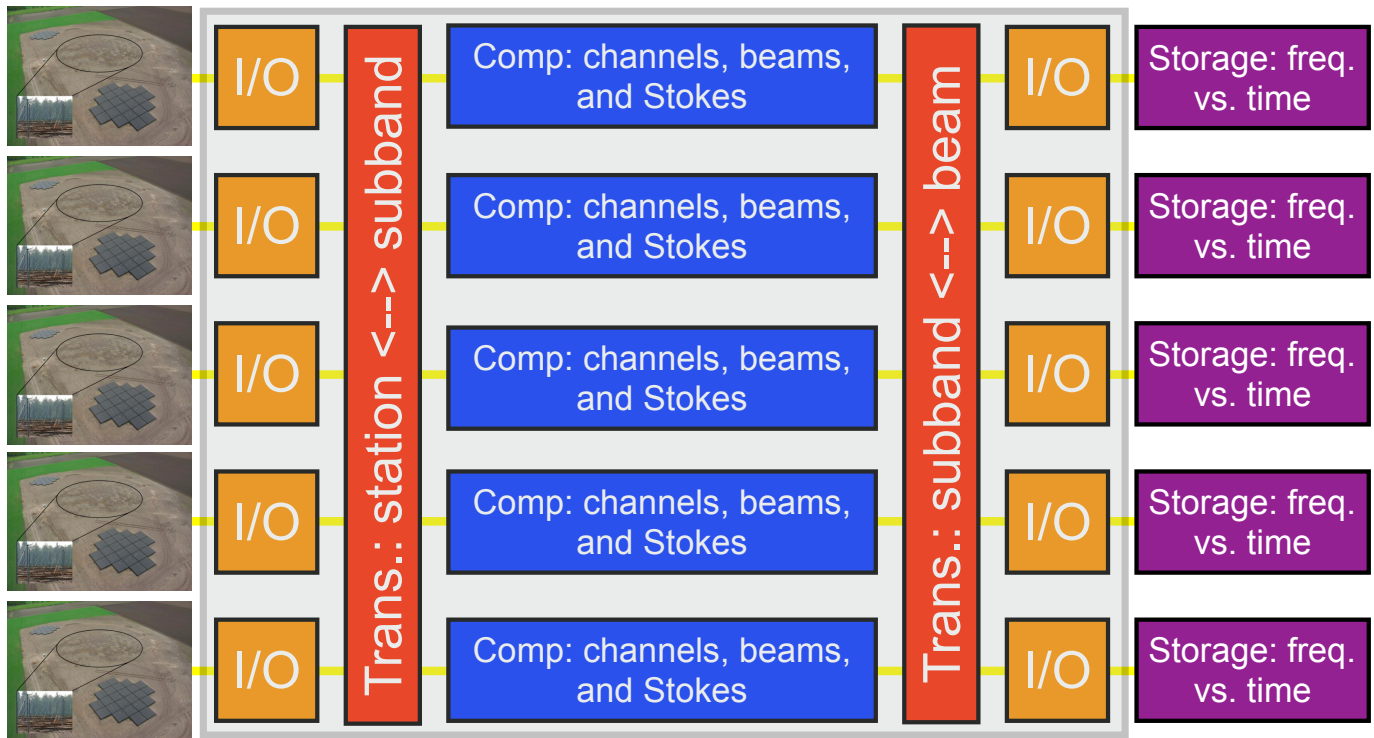 I/O
Trans.: station <--> subband
Comp: channels, beams,
and Stokes
Trans.: subband <--> beam
I/O
Storage: freq.
vs. time
I/O
Comp: channels, beams,
and Stokes
I/O
Storage: freq.
vs. time
I/O
Comp: channels, beams,
and Stokes
I/O
Storage: freq.
vs. time
I/O
Comp: channels, beams,
and Stokes
I/O
Storage: freq.
vs. time
I/O
Comp: channels, beams,
and Stokes
I/O
Storage: freq.
vs. time